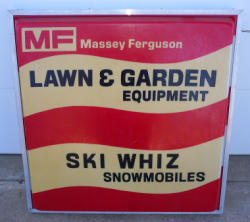 MF Massey Ferguson
LAWN & GARDEN
EQUIPMENT
SKI WHIZ
SNOWMOBILES